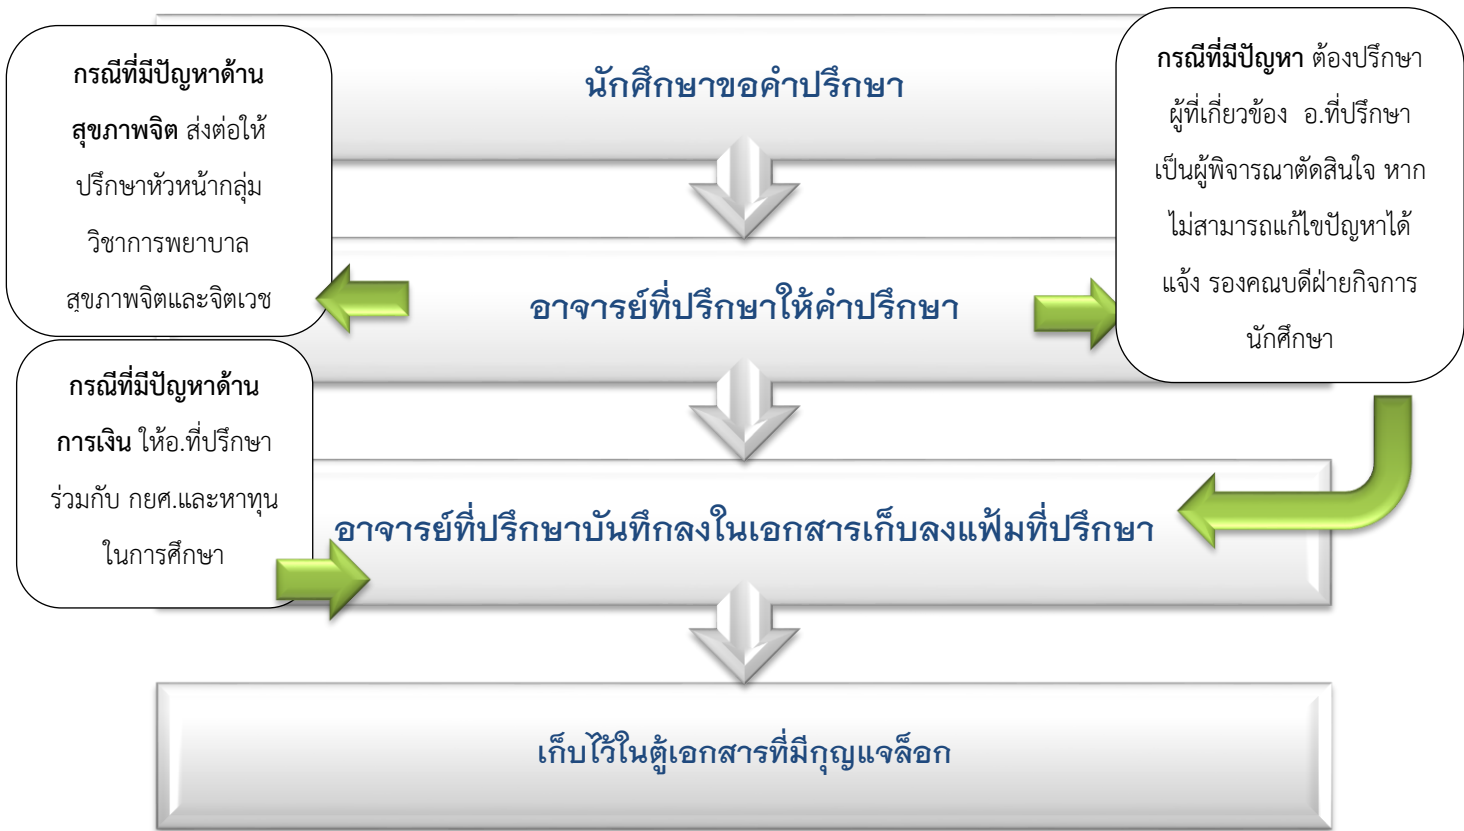 นักศึกษาขอคำปรึกษา
กรณีที่มีปัญหาด้าน
สุขภาพจิต ส่งต่อให้
ปรึกษาหัวหน้ากลุ่ม
วิชาการพยาบาล
สุขภาพจิตและจิตเวช
กรณีที่มีปัญหา ต้องปรึกษา
ผู้ที่เกี่ยวข้อง อ.ที่ปรึกษา
เป็นผู้พิจารณาตัดสินใจ หาก
ไม่สามารถแก้ไขปัญหาได้
แจ้ง รองคณบดีฝ่ายกิจการ
นักศึกษา
อาจารย์ที่ปรึกษาให้คำปรึกษา
กรณีที่มีปัญหาด้าน
การเงิน ให้อ.ที่ปรึกษา
ร่วมกับ กยศ.และหาทุน
ในการศึกษา
อาจารย์ที่ปรึกษาบันทึกลงในเอกสารเก็บลงแฟ้มที่ปรึกษา
เก็บไว้ในตู้เอกสารที่มีกุญแจล็อก